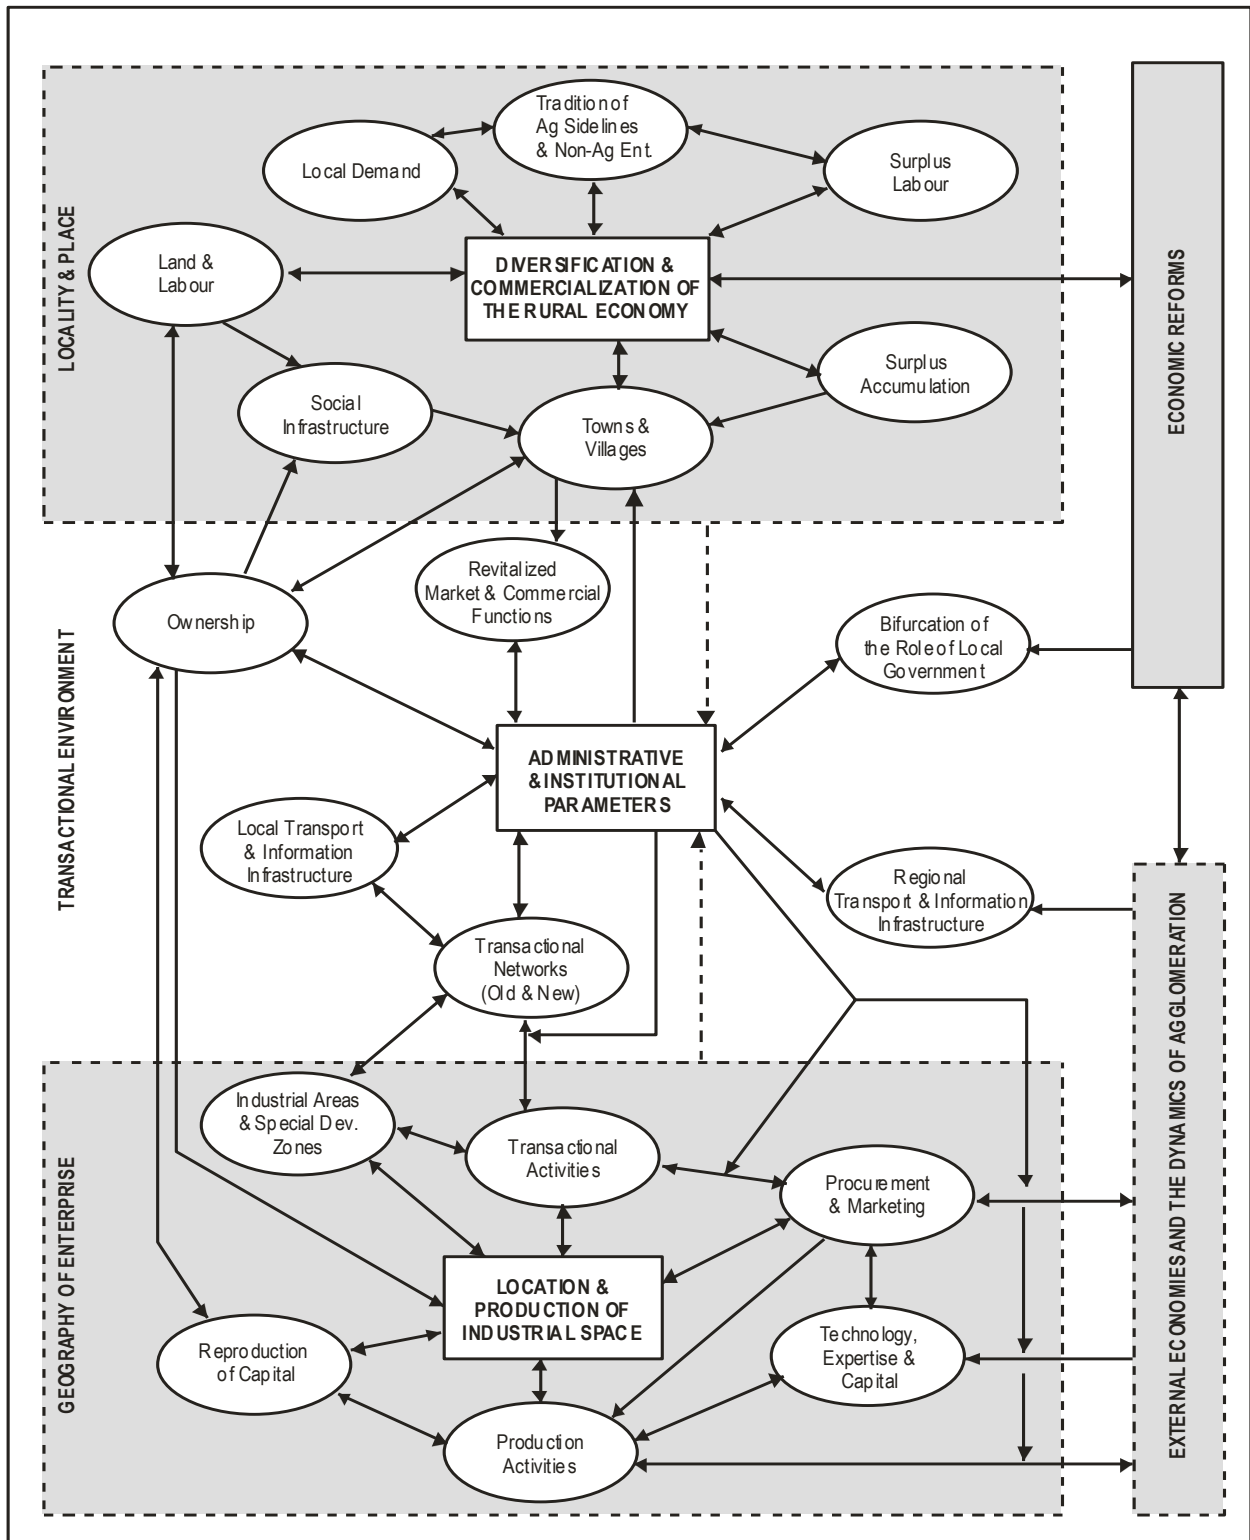 LOCALITY & PLACE
Tradition of
Ag Sidelines
& Non-Ag Ent.
Local Demand
Surplus
Labour
Land &
Labour
DIVERSIFICATION &
COMMERCIALIZATION OF
THE RURAL ECONOMY
Surplus
Accumulation
Social
Infrastructure
Towns &
Villages
ECONOMIC REFORMS
TRANSACTIONAL ENVIRONMENT
Revitalized
Market & Commercial
Functions
Ownership
Bifurcation of
the Role of Local
Government
ADMINISTRATIVE
& INSTITUTIONAL
PARAMETERS
Local Transport
& Information
Infrastructure
Regional
Transport & Information
Infrastructure
Transactional
Networks
(Old & New)
EXTERNAL ECONOMIES AND THE DYNAMICS OF AGGLOMERATION
GEOGRAPHY OF ENTERPRISE
Industrial Areas
& Special Dev.
Zones
Transactional
Activities
Procurement
& Marketing
LOCATION &
PRODUCTION OF
INDUSTRIAL SPACE
Reproduction
of Capital
Technology,
Expertise &
Capital
Production
Activities